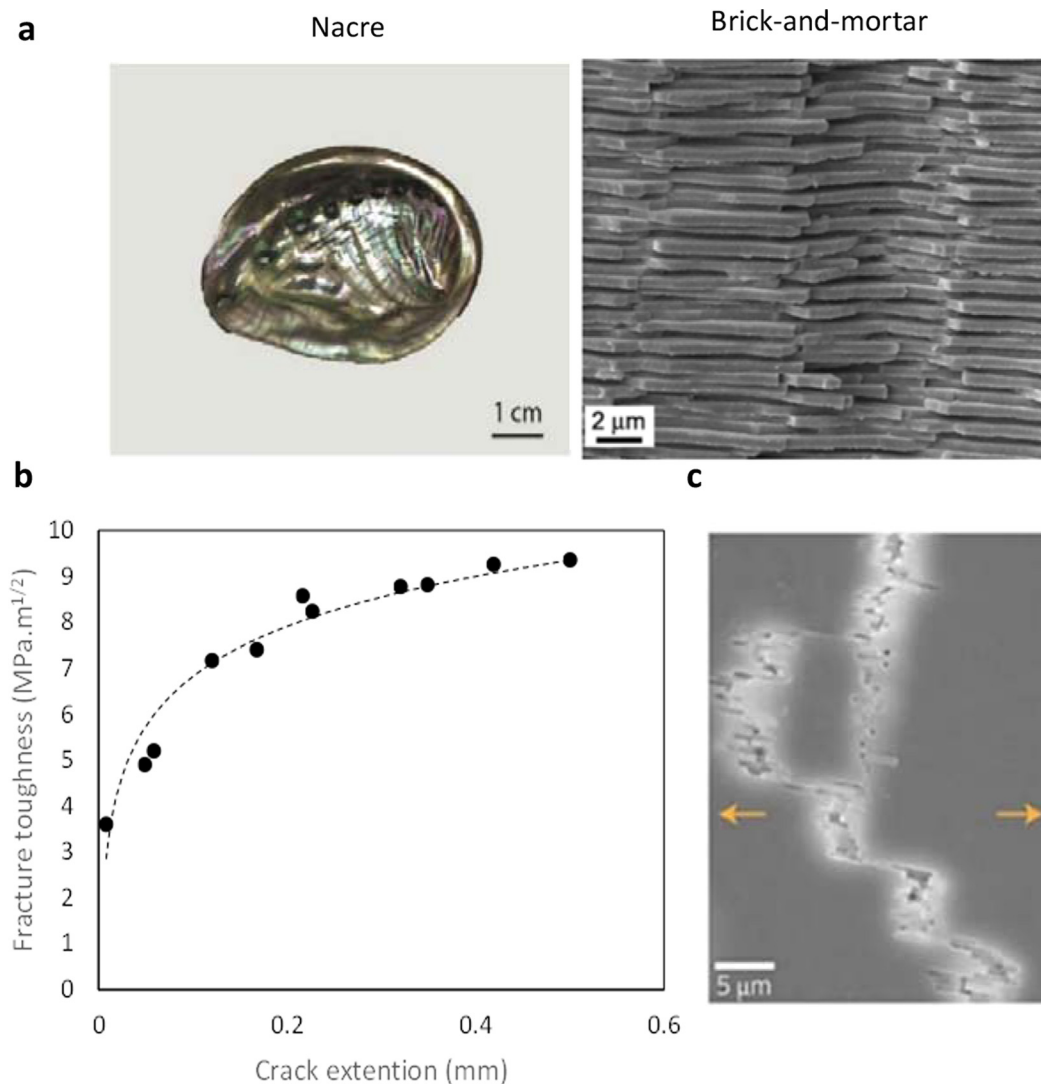 a
Nacre
Brick-and-mortar
1 cm
2 μm
b
Fracture toughness (MPa.m1/2)
10
9
8
7
6
5
4
3
2
1
0
0
0.2
0.4
0.6
Crack extention (mm)
c
5 μm